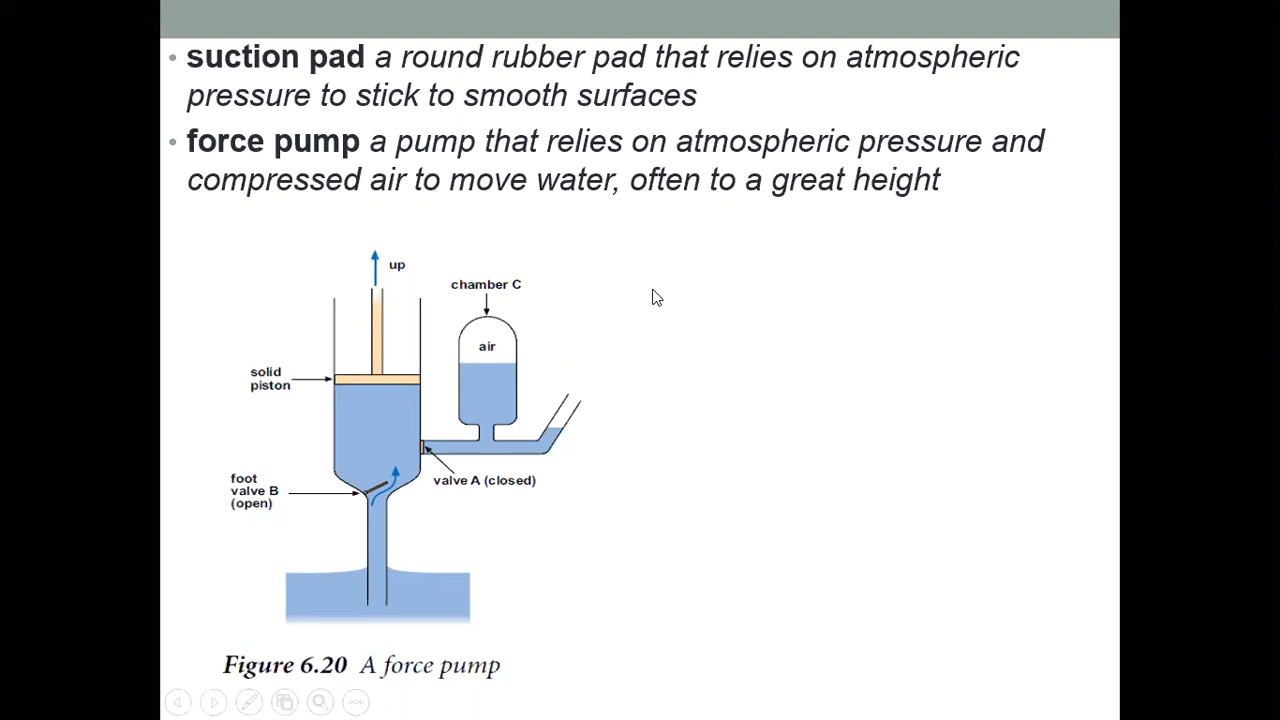 • suction pad a round rubber pad that relies on atmospheric
pressure to stick to smooth surfaces
• force pump a pump that relies on atmospheric pressure and
compressed air to move water, often to a great height
up
chamber C
air
solid
piston
foot
valve B
(open)
valve A (closed)
Figure 6.20 A force pump